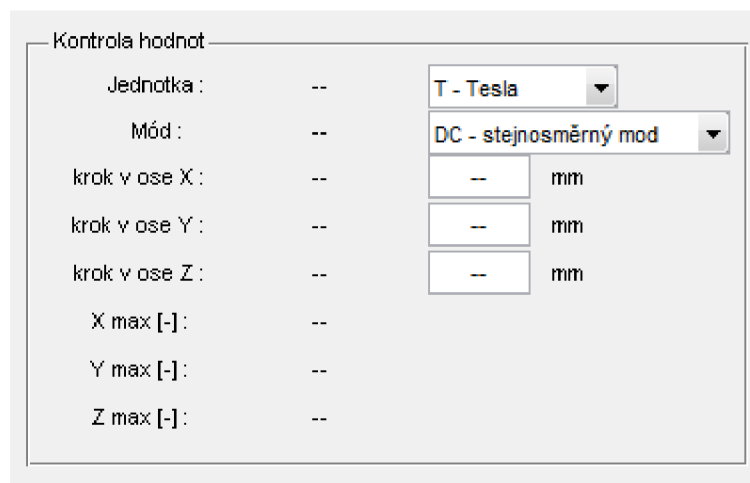 Kontrola hodnot
Jednotka : -- T - Tesla
Mód : -- DC - stejnosměrný mod
krok v ose X : -- -- mm
krok v ose Y : -- -- mm
krok v ose Z : -- -- mm
X max [-] : --
Y max [-] : --
Z max [-] : --